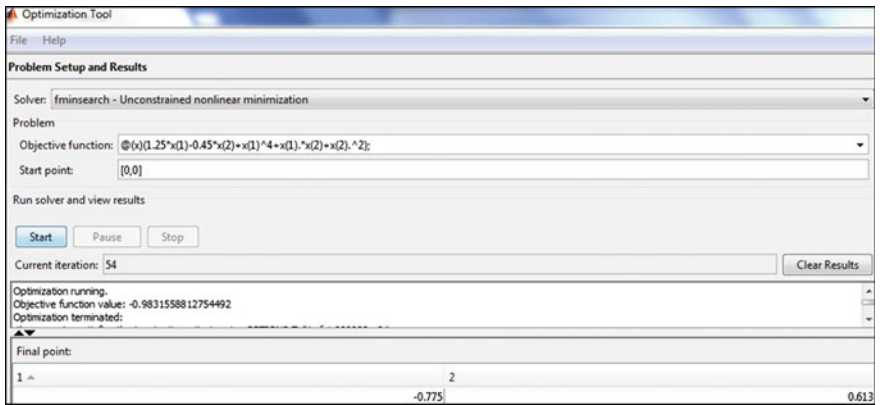 Optimization Tool
File Help
Problem Setup and Results
Solver: fminsearch - Unconstrained nonlinear minimization
Problem
Objective function: @(x)(1.25*x(1)-0.45*x(2)+x(1)^4+x(1).*x(2)+x(2).^2);
Start point: [0,0]
Run solver and view results
Start Pause Stop
Current iteration: 54 Clear Results
Optimization running.
Objective function value: -0.9831558812754492
Optimization terminated:
Final point:
1 2
-0.775 0.613